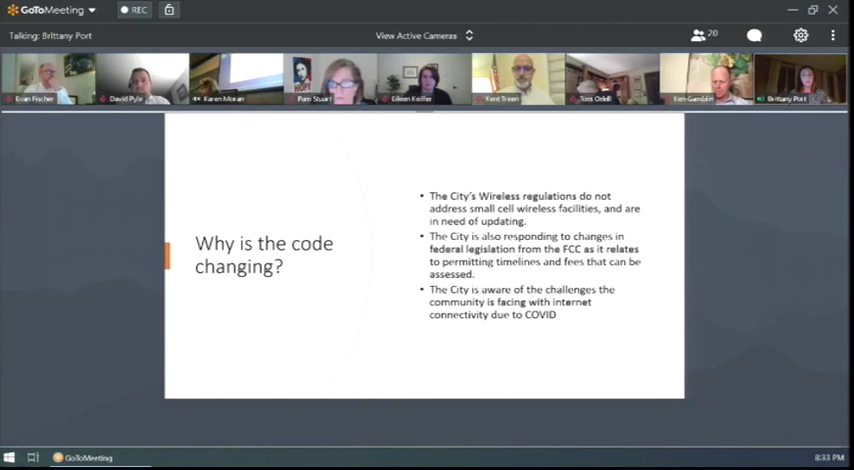 GoToMeeting
REC
Talking: Brittany Port
View Active Cameras
20
Evan Fischer
David Pyle
Karen Moran
Pam Stuart
HOPE
Eileen Keiffer
Kent Treen
Tom Odell
Ken Gamblin
Brittany Port
Why is the code
changing?
• The City's Wireless regulations do not
address small cell wireless facilities, and are
in need of updating.
• The City is also responding to changes in
federal legislation from the FCC as it relates
to permitting timelines and fees that can be
assessed.
• The City is aware of the challenges the
community is facing with internet
connectivity due to COVID
GoToMeeting
8:33 PM